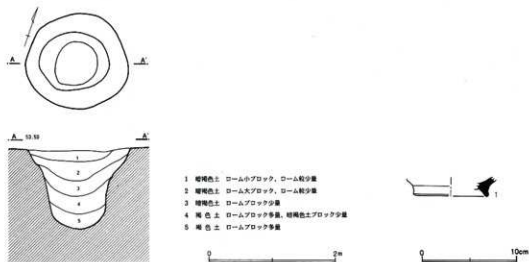 A A'
A 53.59 A'
1
2
3
4
5
1 暗褐色土 ローム小ブロック、ローム粒少量
2 暗褐色土 ローム大ブロック、ローム粒少量
3 暗褐色土 ロームブロック少量
4 褐色土 ロームブロック多量、暗褐色土ブロック少量
5 褐色土 ロームブロック多量
0 2m
1
0 10cm